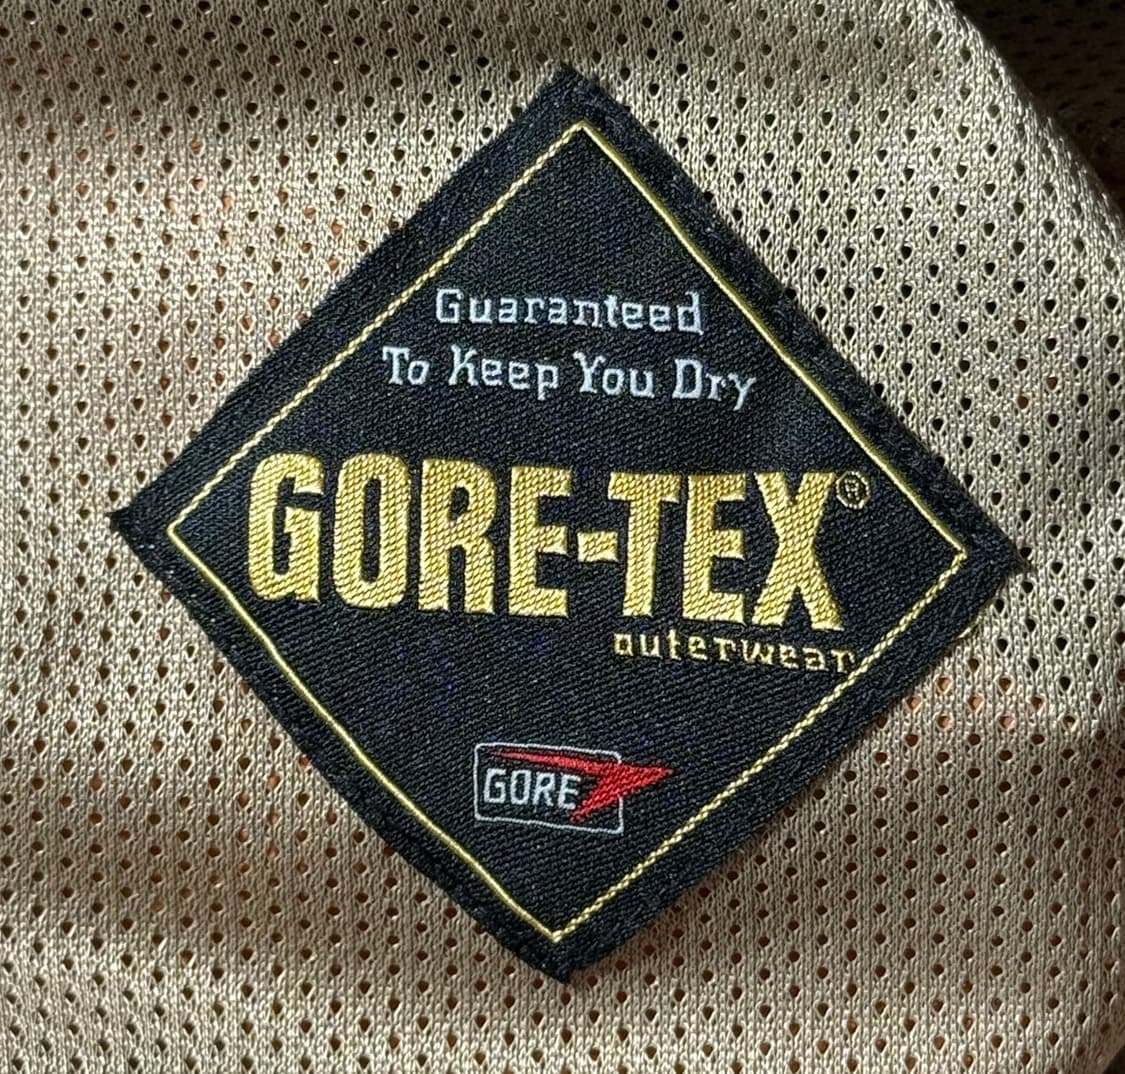 Guaranteed
To Keep You Dry
GORE-TEX®
outerwear
GORE